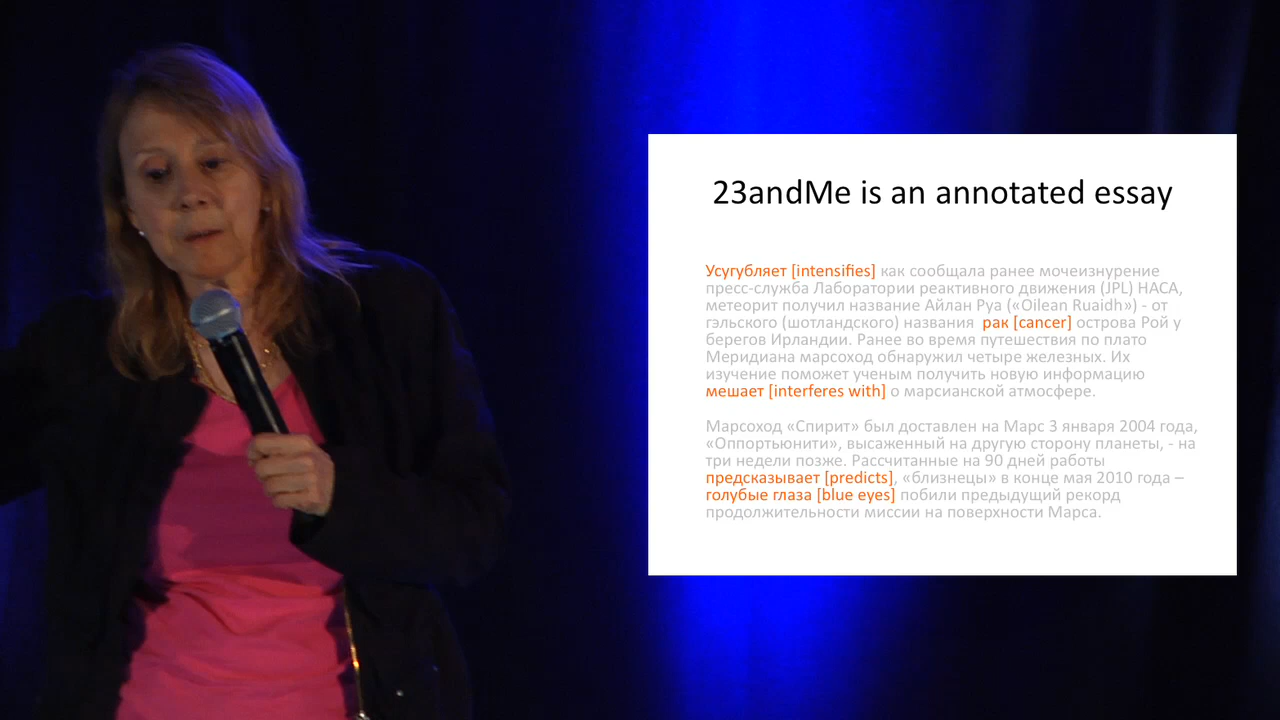 23andMe is an annotated essay
Усугубляет [intensifies] как сообщала ранее мочеизнурение
пресс-служба Лаборатории реактивного движения (JPL) НАСА,
метеорит получил название Айлан Руа («Oilean Ruaidh») - от
гэльского (шотландского) названия рак [cancer] острова Рой у
берегов Ирландии. Ранее во время путешествия по плато
Меридиана марсоход обнаружил четыре железных. Их
изучение поможет ученым получить новую информацию
мешает [interferes with] о марсианской атмосфере.
Марсоход «Спирит» был доставлен на Марс 3 января 2004 года,
«Оппортьюнити», высаженный на другую сторону планеты, - на
три недели позже. Рассчитанные на 90 дней работы
предсказывает [predicts], «близнецы» в конце мая 2010 года –
голубые глаза [blue eyes] побили предыдущий рекорд
продолжительности миссии на поверхности Марса.